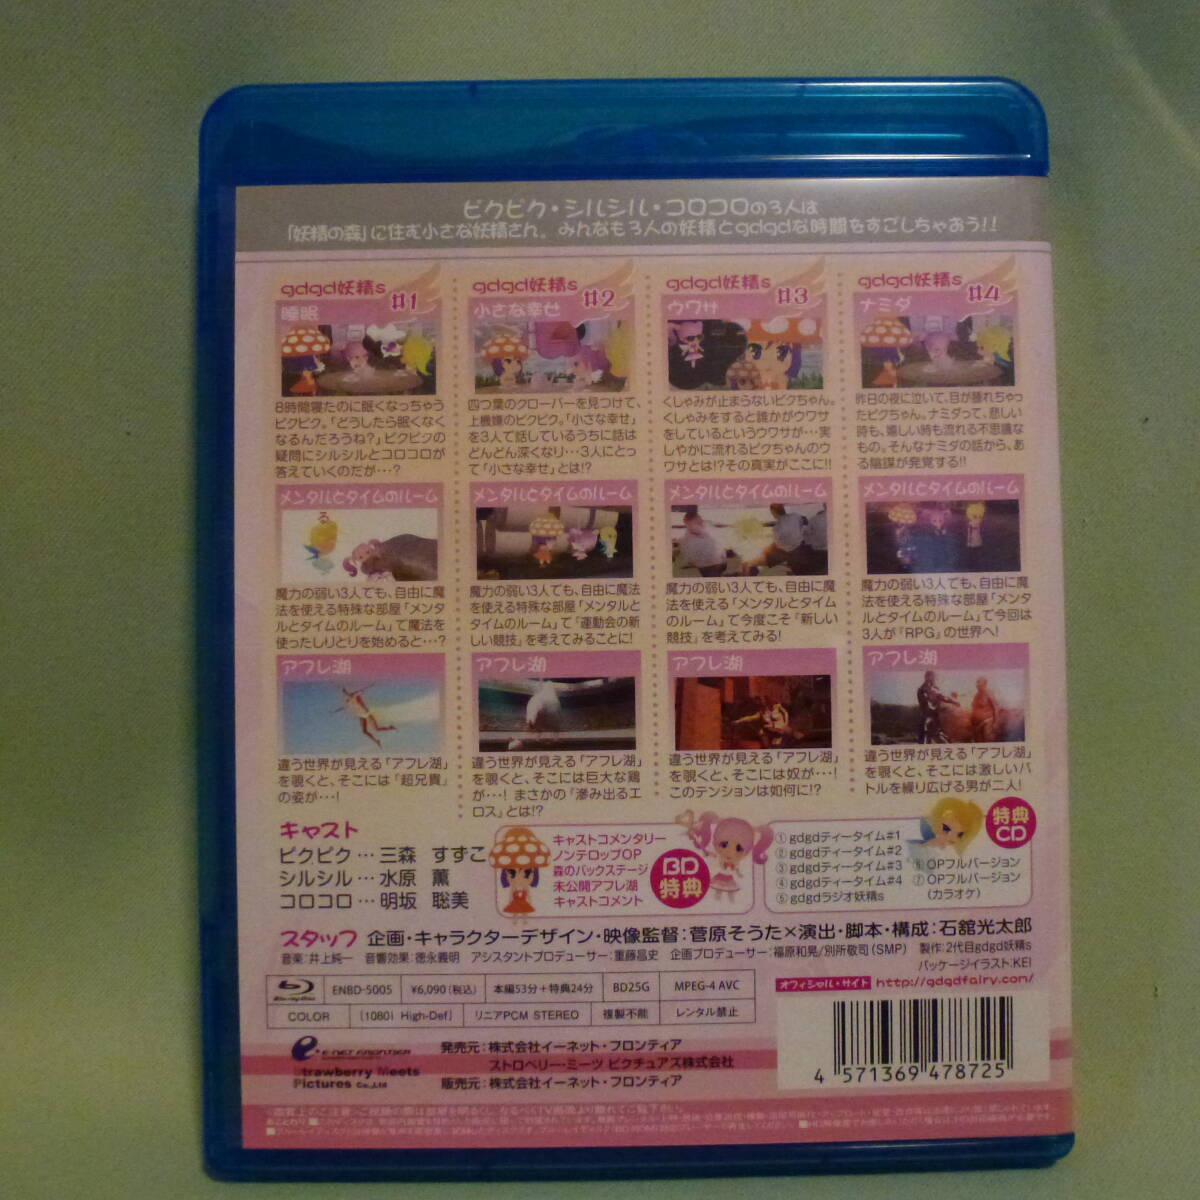 ピクピク・シルシル・コロコロの3人は
「妖精の森」に住む小さな妖精さん。みんなも3人の妖精とgdgdな時間をすごしちゃおう!!
gdgd妖精s #1
睡眠
8時間寝たのに眠くなっちゃう
ピクピク。「どうしたら眠くなく
なるんだろうね?」ピクピクの
疑問にシルシルとコロコロが
答えていくのだが…?
メンタルとタイムのルーム
る
魔力の弱い3人でも、自由に魔
法を使える特殊な部屋「メンタル
とタイムのルーム」で魔法を
使ったしりとりを始めると…?
アフレ湖
違う世界が見える「アフレ湖」
を覗くと、そこには「超兄貴」
の姿が…!
gdgd妖精s #2
小さな幸せ
四つ葉のクローバーを見つけて、
上機嫌のピクピク。「小さな幸せ」
を3人で話しているうちに話は
どんどん深くなり…3人にとっ
て「小さな幸せ」とは!?
メンタルとタイムのルーム
魔力の弱い3人でも、自由に魔法
を使える特殊な部屋「メンタルと
タイムのルーム」で「運動会の新
しい競技」を考えてみることに!
アフレ湖
違う世界が見える「アフレ湖」
を覗くと、そこには巨大な鶏
が…! まさかの『滲み出るエ
ロス』とは!?
gdgd妖精s #3
ウワサ
くしゃみが止まらないピクちゃん。
くしゃみをすると誰かがウワサ
をしているというウワサが…実
しやかに流れるピクちゃんのウ
ワサとは!?その真実がここに!!
メンタルとタイムのルーム
魔力の弱い3人でも、自由に魔法
を使える「メンタルとタイムのルー
ム」で今度こそ「新しい
競技」を考えてみる!
アフレ湖
違う世界が見える「アフレ湖」
を覗くと、そこには奴が…!
このテンションは如何に!?
gdgd妖精s #4
ナミダ
昨日の夜に泣いて、目が腫れちゃっ
たピクちゃん。ナミダって、悲しい
時も、嬉しい時も流れる不思議な
もの。そんなナミダの話から、あ
る陰謀が発覚する!!
メンタルとタイムのルーム
魔力の弱い3人でも、自由に魔
法を使える特殊な部屋「メンタ
ルとタイムのルーム」で今回は
3人が『RPG』の世界へ!
アフレ湖
違う世界が見える「アフレ湖」
を覗くと、そこには激しいバ
トルを繰り広げる男が二人!
キャスト
ピクピク…三森 すずこ
シルシル…水原 薫
コロコロ…明坂 聡美
キャストコメンタリー
ノンテロップOP
森のバックステージ
未公開アフレ湖
キャストコメント
BD
特典
①gdgdティータイム#1
②gdgdティータイム#2
③gdgdティータイム#3
④gdgdティータイム#4
⑤gdgdラジオ妖精s
⑥OPフルバージョン
⑦OPフルバージョン
(カラオケ)
特典
CD
スタッフ 企画・キャラクターデザイン・映像監督:菅原そうた×演出・脚本・構成:石舘光太郎
音楽:井上純一 音響効果:徳永義明 アシスタントプロデューサー:重藤昌史 企画プロデューサー:福原和晃/別所敬司(SMP) 製作:2代目gdgd妖精s
パッケージイラスト:KEI
Blu-ray Disc ENBD-5005 ¥6,090(税込) 本編53分+特典24分 BD25G MPEG-4 AVC
COLOR [1080i High-Def] リニアPCM STEREO 複製不能 レンタル禁止
オフィシャル・サイト http://gdgdfairy.com/
e・NET FRONTIER
Strawberry Meets
Pictures Co.,Ltd
発売元:株式会社イーネット・フロンティア
ストロベリー・ミーツ ピクチュアズ株式会社
販売元:株式会社イーネット・フロンティア
4 571369 478725